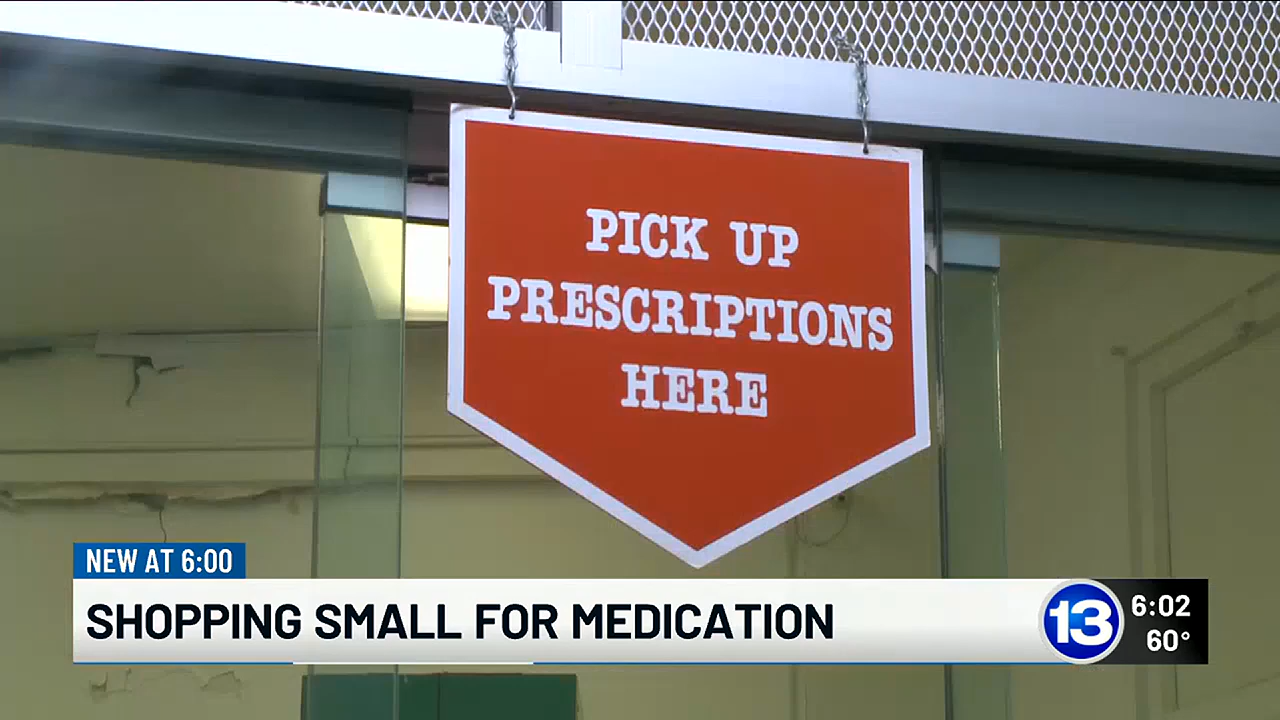 PICK UP
PRESCRIPTIONS
HERE
NEW AT 6:00
SHOPPING SMALL FOR MEDICATION
13
6:02
60°